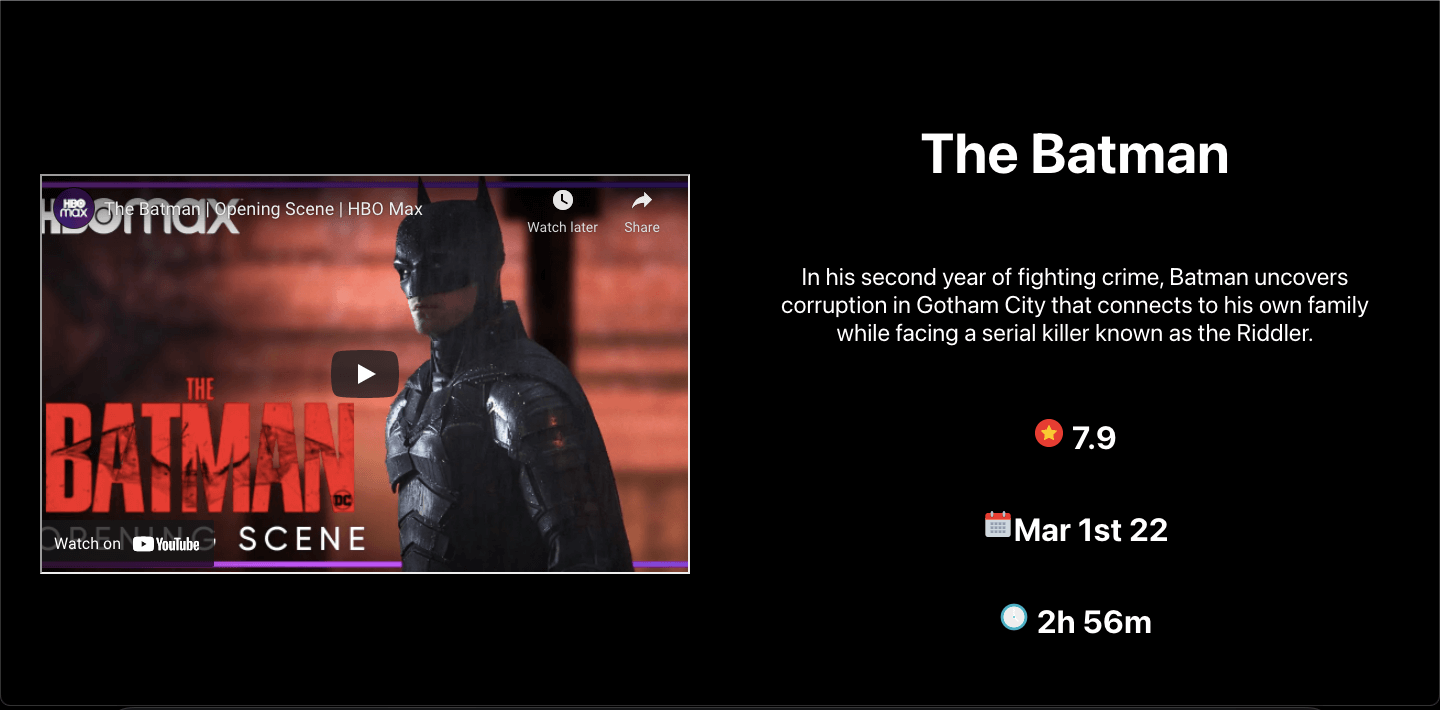 HBO max
HBOmax
The Batman | Opening Scene | HBO Max
Watch later
Share
THE
BATMAN
DC
OPENING SCENE
Watch on YouTube
The Batman
In his second year of fighting crime, Batman uncovers
corruption in Gotham City that connects to his own family
while facing a serial killer known as the Riddler.
7.9
Mar 1st 22
2h 56m